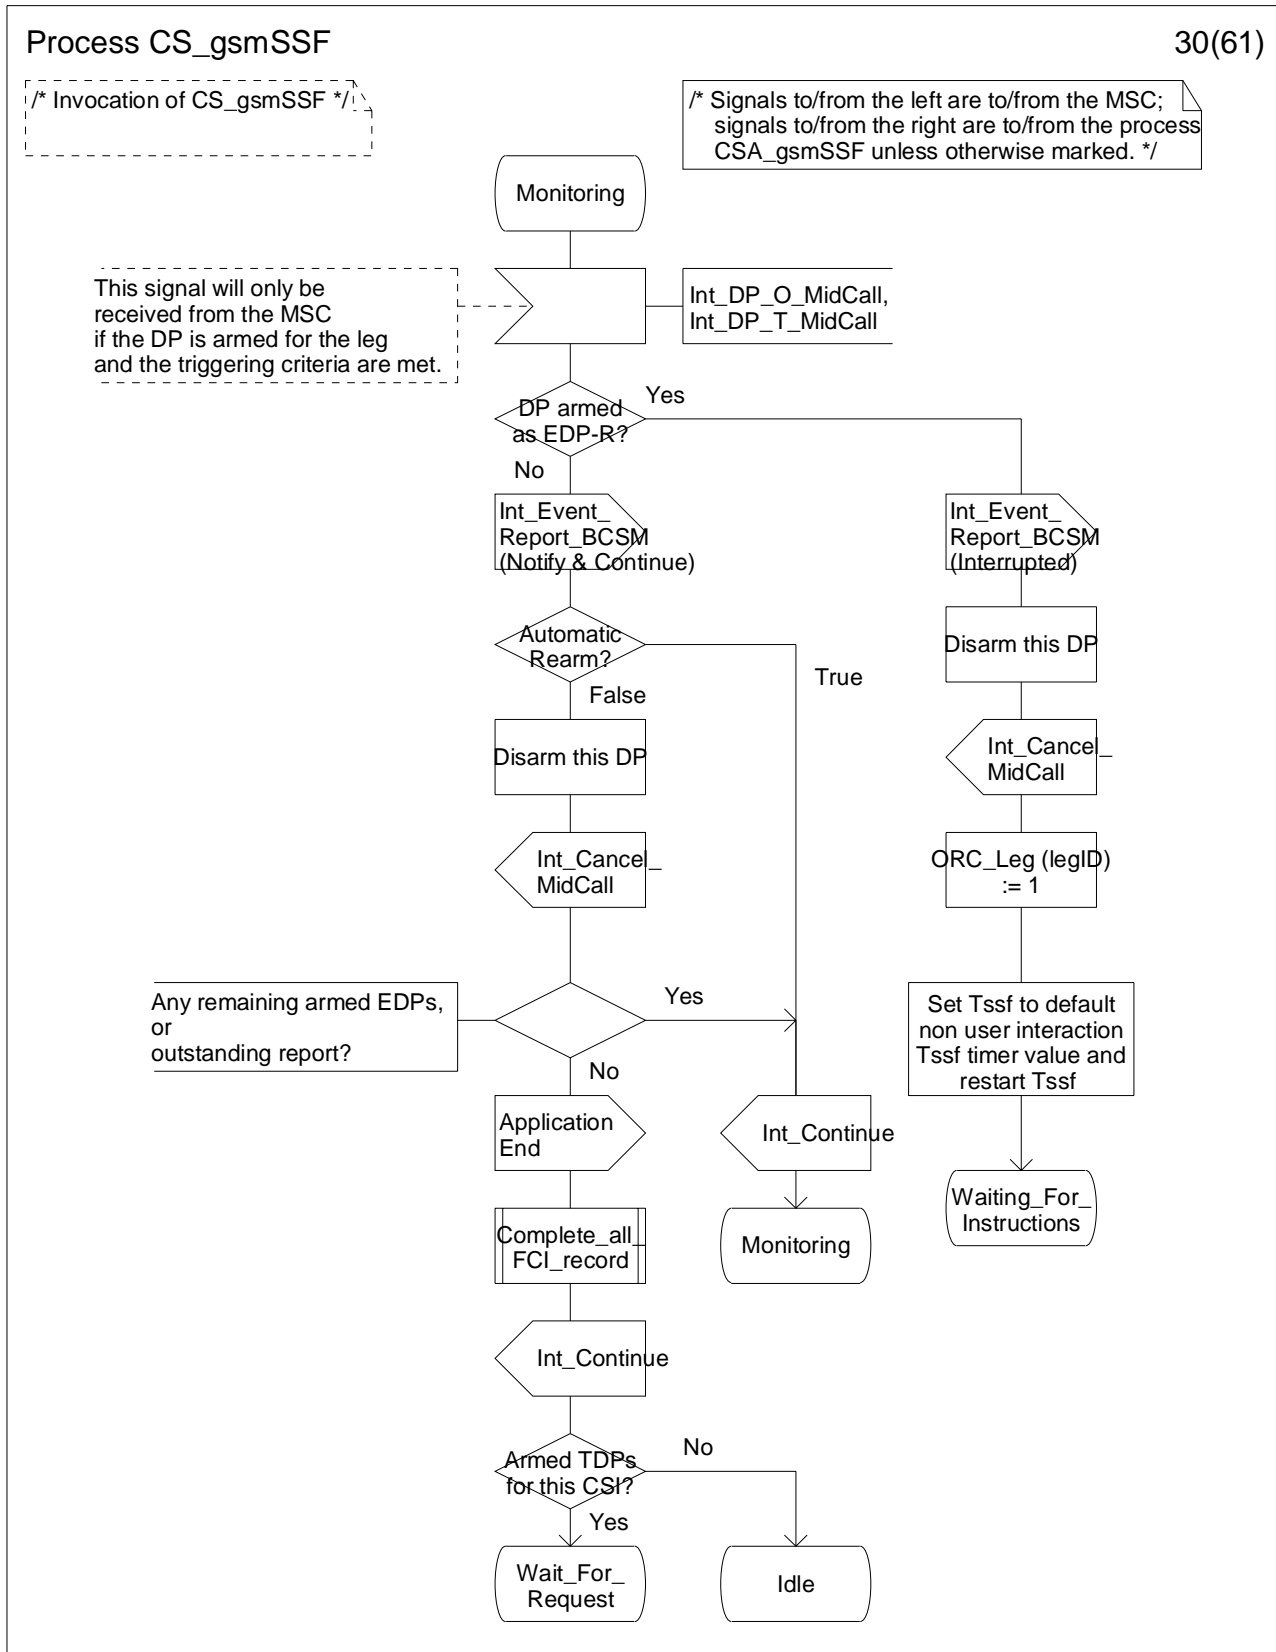 Process CS_gsmSSF
30(61)
/* Invocation of CS_gsmSSF */
/* Signals to/from the left are to/from the MSC;
signals to/from the right are to/from the process
CSA_gsmSSF unless otherwise marked. */
Monitoring
This signal will only be
received from the MSC
if the DP is armed for the leg
and the triggering criteria are met.
Int_DP_O_MidCall,
Int_DP_T_MidCall
DP armed
as EDP-R?
Yes
No
Int_Event_
Report_BCSM
(Notify & Continue)
Int_Event_
Report_BCSM
(Interrupted)
Automatic
Rearm?
True
False
Disarm this DP
Disarm this DP
Int_Cancel_
MidCall
Int_Cancel_
MidCall
ORC_Leg (legID)
:= 1
Any remaining armed EDPs,
or
outstanding report?
Yes
No
Set Tssf to default
non user interaction
Tssf timer value and
restart Tssf
Application
End
Int_Continue
Waiting_For_
Instructions
Complete_all_
FCI_record
Monitoring
Int_Continue
Armed TDPs
for this CSI?
No
Yes
Wait_For_
Request
Idle